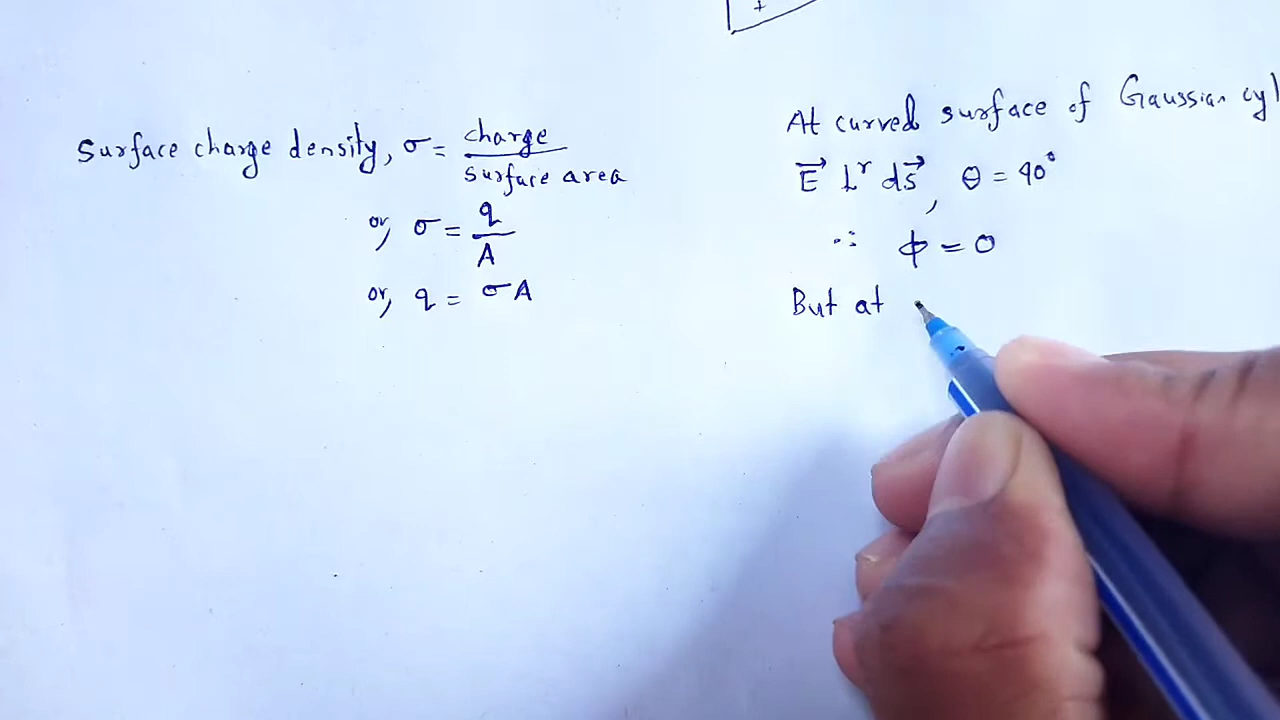 +
Surface charge density, σ = charge / surface area
or, σ = q / A
or, q = σA
At curved surface of Gaussian cyl
E⃗ ⊥ʳ ds⃗, θ = 90°
∴ ϕ = 0
But at